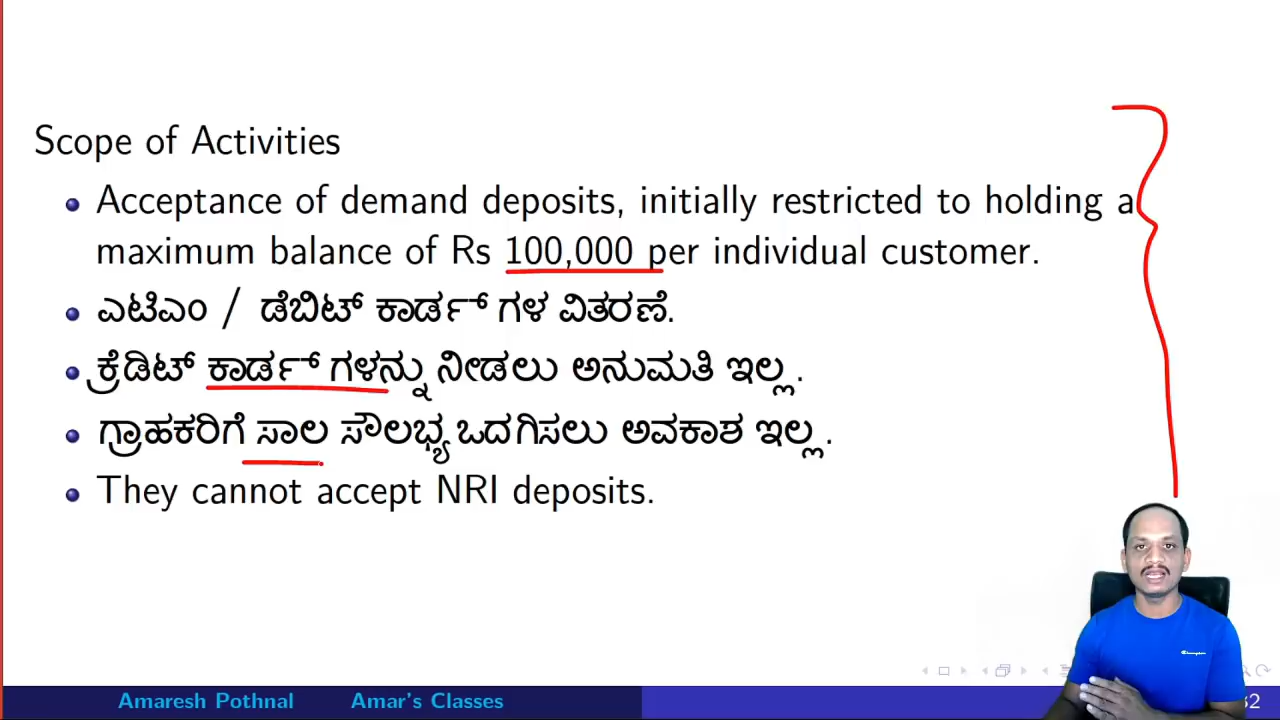 Scope of Activities
Acceptance of demand deposits, initially restricted to holding a
maximum balance of Rs 100,000 per individual customer.
ಎಟಿಎಂ / ಡೆಬಿಟ್ ಕಾರ್ಡ್ ಗಳ ವಿತರಣೆ.
ಕ್ರೆಡಿಟ್ ಕಾರ್ಡ್ ಗಳನ್ನು ನೀಡಲು ಅನುಮತಿ ಇಲ್ಲ.
ಗ್ರಾಹಕರಿಗೆ ಸಾಲ ಸೌಲಭ್ಯ ಒದಗಿಸಲು ಅವಕಾಶ ಇಲ್ಲ.
They cannot accept NRI deposits.
Champion
Amaresh Pothnal Amar's Classes